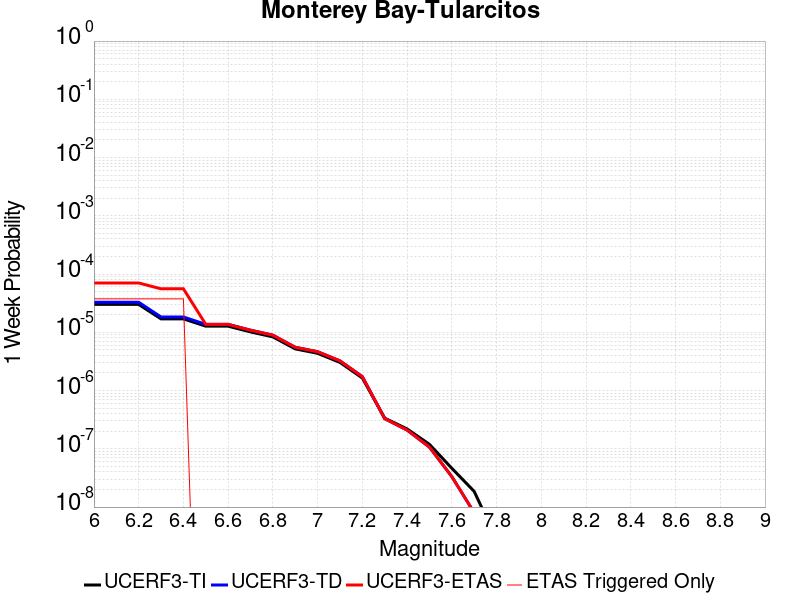 Monterey Bay-Tularcitos
10^0
10^-1
10^-2
10^-3
10^-4
10^-5
10^-6
10^-7
10^-8
1 Week Probability
6 6.2 6.4 6.6 6.8 7 7.2 7.4 7.6 7.8 8 8.2 8.4 8.6 8.8 9
Magnitude
UCERF3-TI UCERF3-TD UCERF3-ETAS ETAS Triggered Only